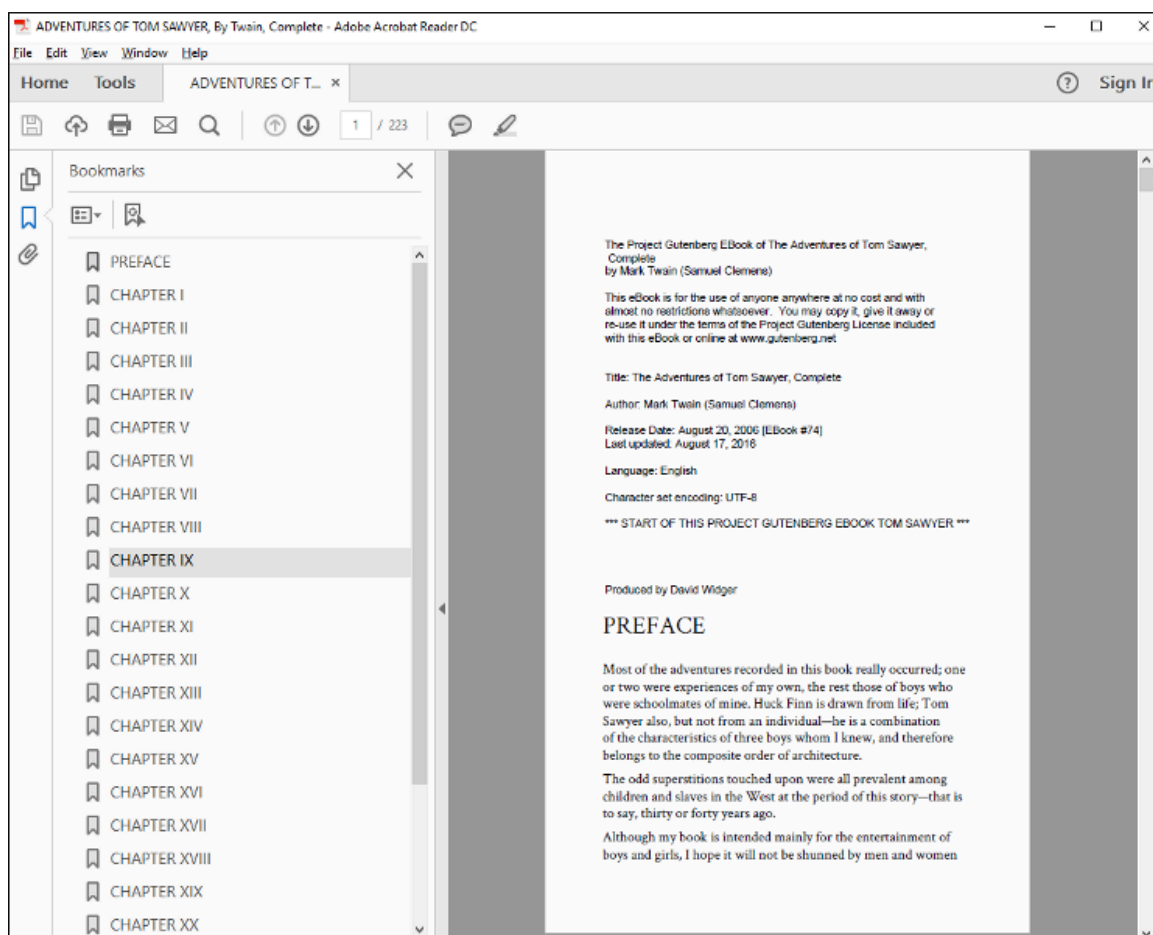 ADVENTURES OF TOM SAWYER, By Twain, Complete - Adobe Acrobat Reader DC
File Edit View Window Help
Home Tools ADVENTURES OF T... ×
Sign In
1 / 223
Bookmarks
PREFACE
CHAPTER I
CHAPTER II
CHAPTER III
CHAPTER IV
CHAPTER V
CHAPTER VI
CHAPTER VII
CHAPTER VIII
CHAPTER IX
CHAPTER X
CHAPTER XI
CHAPTER XII
CHAPTER XIII
CHAPTER XIV
CHAPTER XV
CHAPTER XVI
CHAPTER XVII
CHAPTER XVIII
CHAPTER XIX
CHAPTER XX
The Project Gutenberg EBook of The Adventures of Tom Sawyer,
Complete
by Mark Twain (Samuel Clemens)
This eBook is for the use of anyone anywhere at no cost and with
almost no restrictions whatsoever. You may copy it, give it away or
re-use it under the terms of the Project Gutenberg License included
with this eBook or online at www.gutenberg.net
Title: The Adventures of Tom Sawyer, Complete
Author: Mark Twain (Samuel Clemens)
Release Date: August 20, 2006 [EBook #74]
Last updated: August 17, 2016
Language: English
Character set encoding: UTF-8
*** START OF THIS PROJECT GUTENBERG EBOOK TOM SAWYER ***
Produced by David Widger
PREFACE
Most of the adventures recorded in this book really occurred; one
or two were experiences of my own, the rest those of boys who
were schoolmates of mine. Huck Finn is drawn from life; Tom
Sawyer also, but not from an individual—he is a combination
of the characteristics of three boys whom I knew, and therefore
belongs to the composite order of architecture.
The odd superstitions touched upon were all prevalent among
children and slaves in the West at the period of this story—that is
to say, thirty or forty years ago.
Although my book is intended mainly for the entertainment of
boys and girls, I hope it will not be shunned by men and women